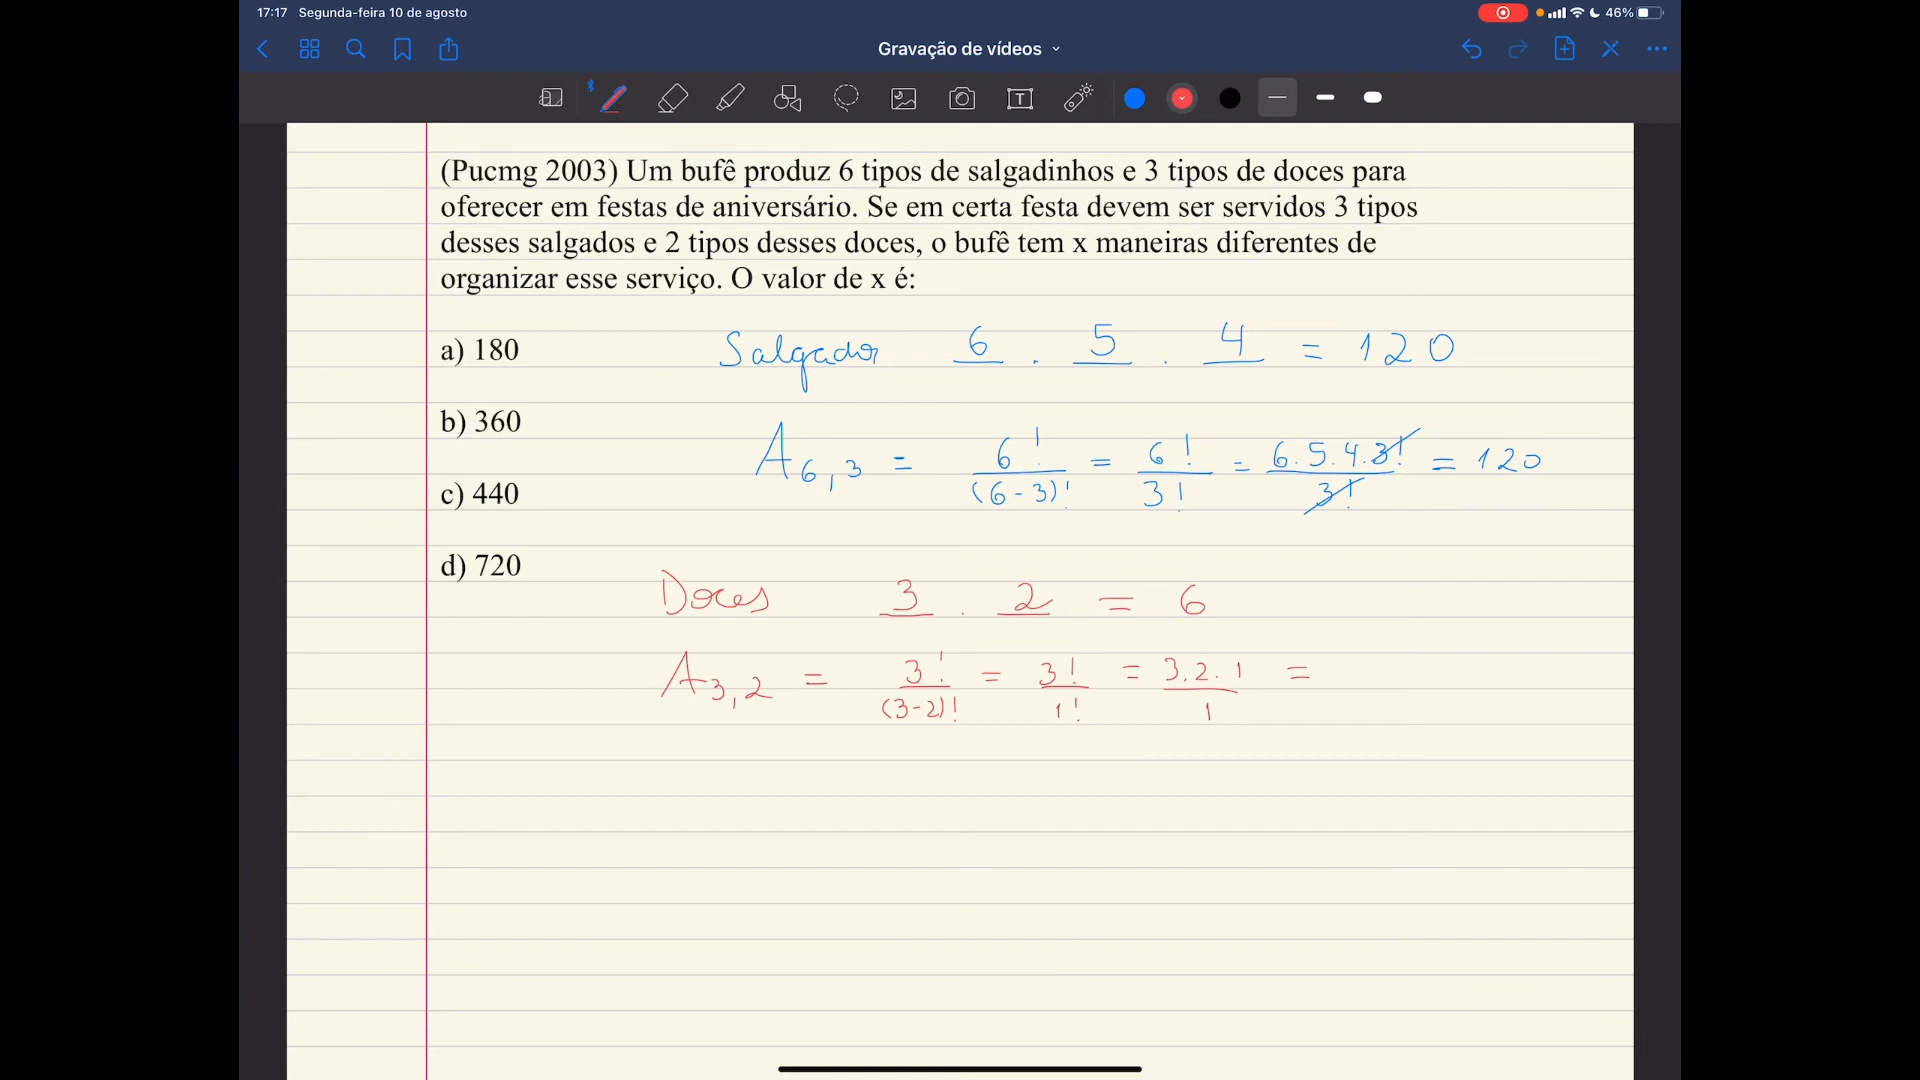 17:17 Segunda-feira 10 de agosto
46%
Gravação de vídeos
(Pucmg 2003) Um bufê produz 6 tipos de salgadinhos e 3 tipos de doces para
oferecer em festas de aniversário. Se em certa festa devem ser servidos 3 tipos
desses salgados e 2 tipos desses doces, o bufê tem x maneiras diferentes de
organizar esse serviço. O valor de x é:
a) 180
Salgados 6 . 5 . 4 = 120
b) 360
A6,3 = 6!/(6-3)! = 6!/3! = 6.5.4.3!/3! = 120
c) 440
d) 720
Doces 3 . 2 = 6
A3,2 = 3!/(3-2)! = 3!/1! = 3.2.1/1 =